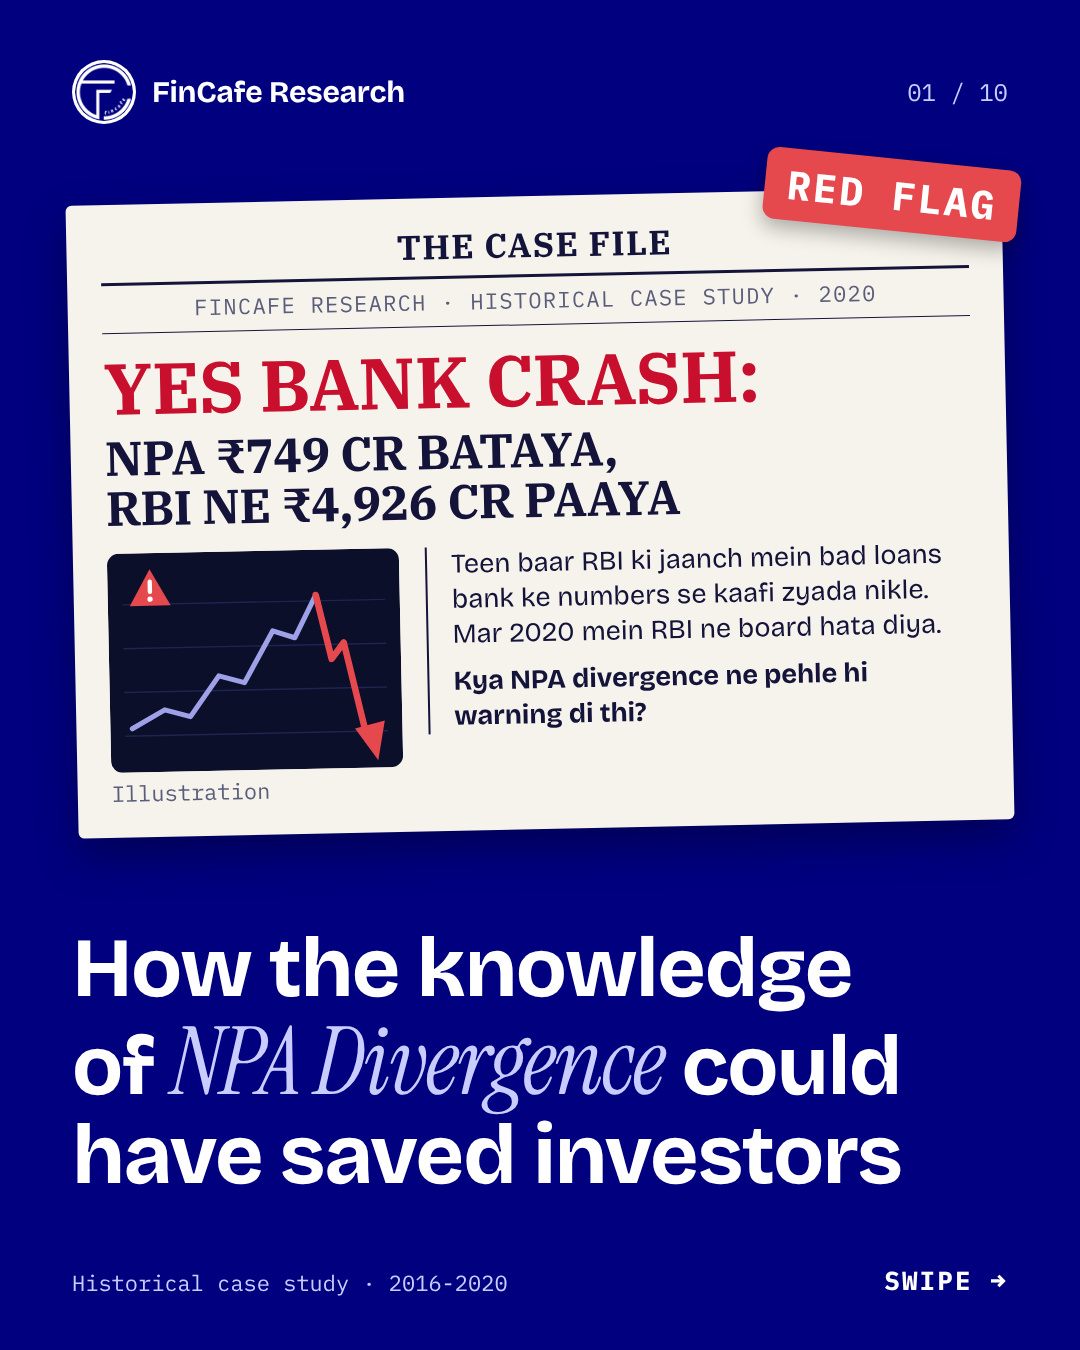 FinCafe Research
01 / 10
RED FLAG
THE CASE FILE
FINCAFE RESEARCH · HISTORICAL CASE STUDY · 2020
YES BANK CRASH:
NPA ₹749 CR BATAYA,
RBI NE ₹4,926 CR PAAYA
Teen baar RBI ki jaanch mein bad loans
bank ke numbers se kaafi zyada nikle.
Mar 2020 mein RBI ne board hata diya.
Kya NPA divergence ne pehle hi
warning di thi?
Illustration
How the knowledge
of NPA Divergence could
have saved investors
Historical case study · 2016-2020
SWIPE →